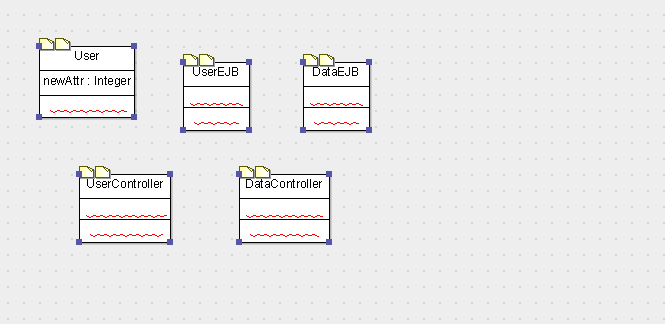 User
newAttr : Integer
UserEJB
DataEJB
UserController
DataController